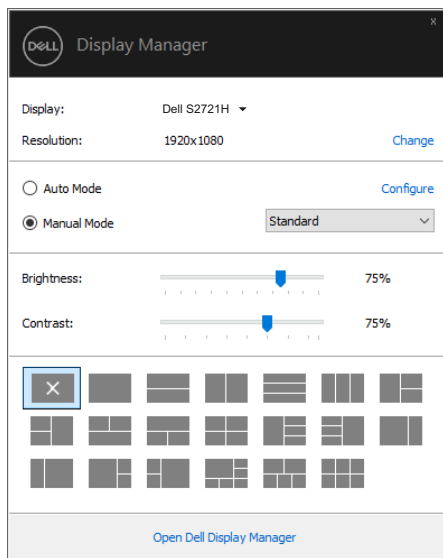 x
DELL Display Manager
Display: Dell S2721H
Resolution: 1920x1080 Change
Auto Mode Configure
Manual Mode Standard
Brightness: 75%
Contrast: 75%
Open Dell Display Manager